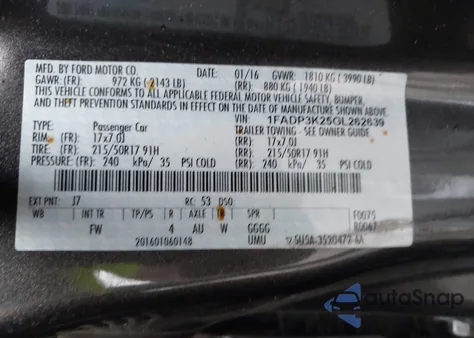 MFD. BY FORD MOTOR CO.
DATE: 01/16 GVWR: 1810 KG (3990 LB)
GAWR: (FR): 972 KG (2143 LB) (RR): 880 KG (1940 LB)
THIS VEHICLE CONFORMS TO ALL APPLICABLE FEDERAL MOTOR VEHICLE SAFETY, BUMPER,
AND THEFT PREVENTION STANDARDS IN EFFECT ON THE DATE OF MANUFACTURE SHOWN ABOVE.
VIN: 1FADP3K25GL262639
TYPE: Passenger Car TRAILER TOWING - SEE OWNER GUIDE
RIM: (FR): 17x7.0J (RR): 17x7.0J
TIRE: (FR): 215/50R17 91H (RR): 215/50R17 91H
PRESSURE: (FR): 240 kPa/ 35 PSI COLD (RR): 240 kPa/ 35 PSI COLD
EXT PNT: J7 RC: 53 DSO:
WB INT TR TP/PS R AXLE TR SPR F0075
FW 4 AU W GGGG
201601060148 UMU 5U5A-3520472-AA
autoSnap